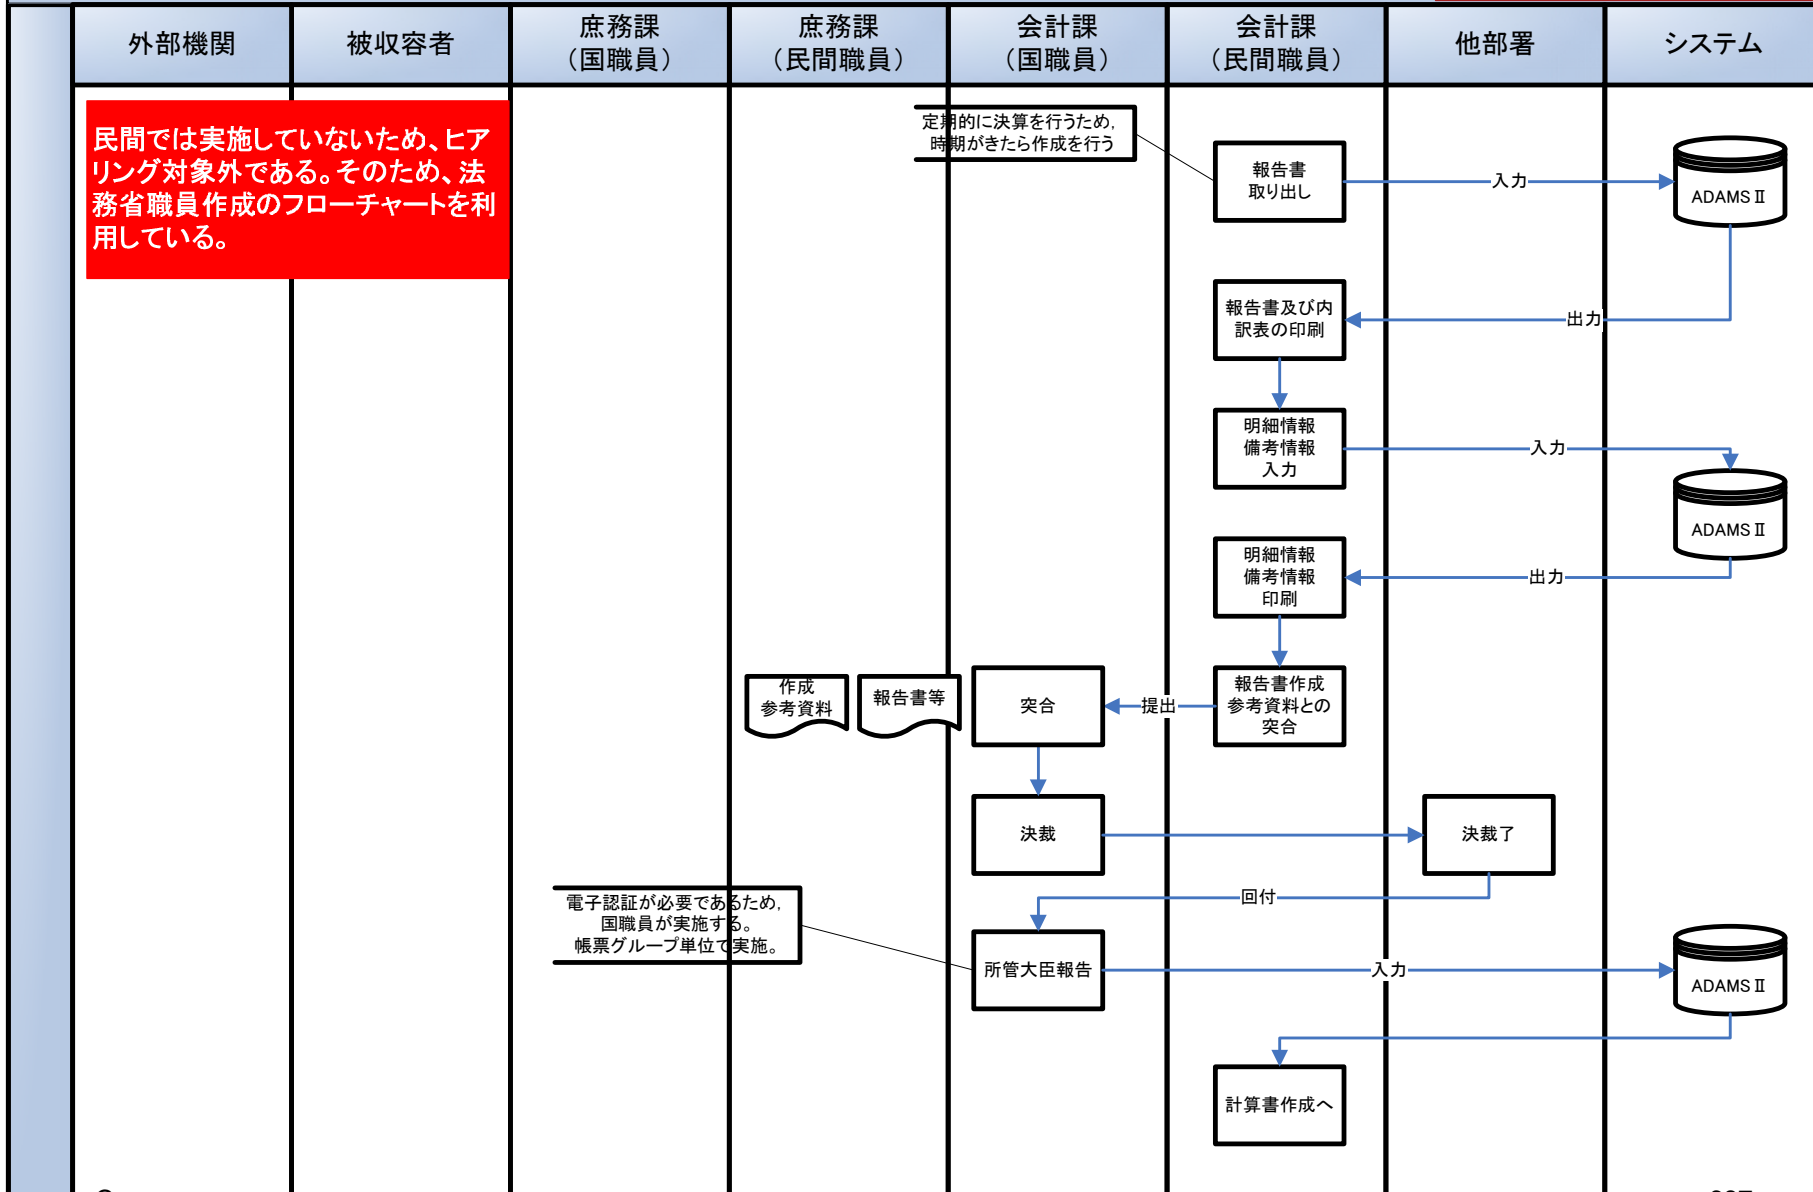 外部機関
被収容者
庶務課
（国職員）
庶務課
（民間職員）
会計課
（国職員）
会計課
（民間職員）
他部署
システム
民間では実施していないため、ヒア
リング対象外である。そのため、法
務省職員作成のフローチャートを利
用している。
定期的に決算を行うため,
時期がきたら作成を行う
報告書
取り出し
入力
ADAMSⅡ
報告書及び内
訳表の印刷
出力
明細情報
備考情報
入力
入力
ADAMSⅡ
明細情報
備考情報
印刷
出力
作成
参考資料
報告書等
突合
提出
報告書作成
参考資料との
突合
決裁
決裁了
回付
電子認証が必要であるため,
国職員が実施する。
帳票グループ単位で実施。
所管大臣報告
入力
ADAMSⅡ
計算書作成へ